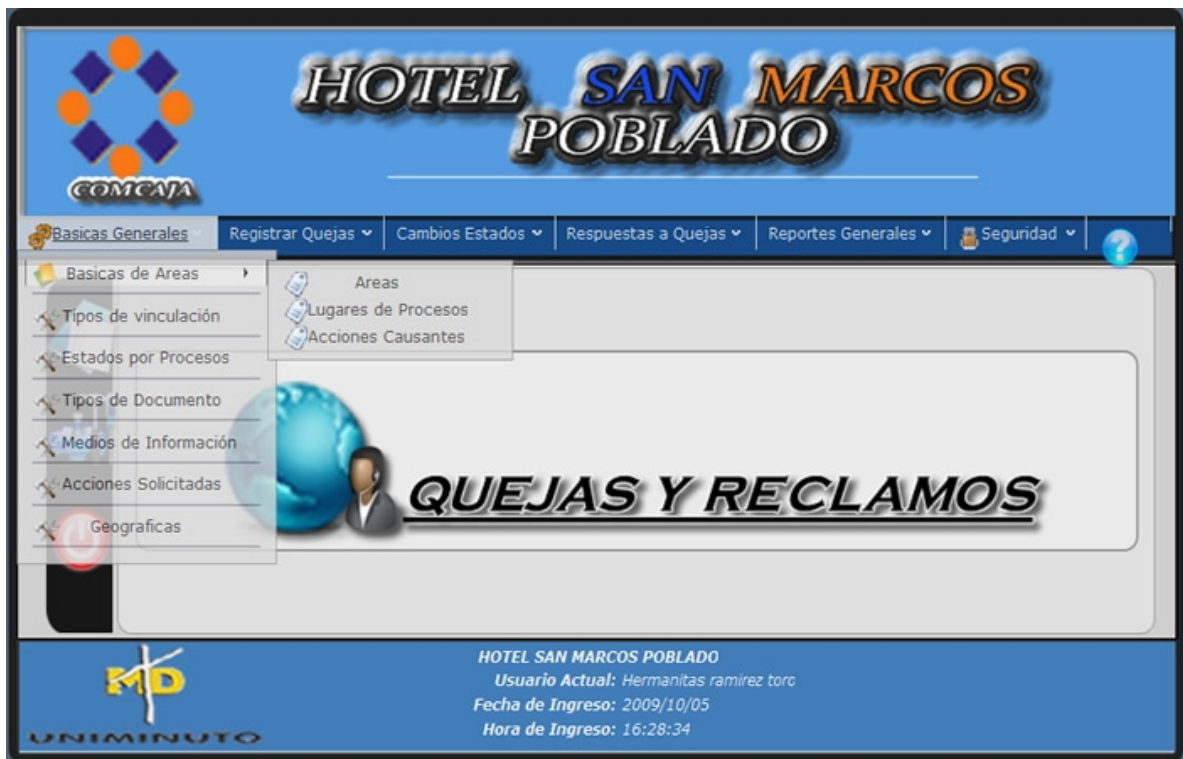 HOTEL SAN MARCOS
POBLADO
COMCAJA
Basicas Generales
Registrar Quejas
Cambios Estados
Respuestas a Quejas
Reportes Generales
Seguridad
?
Basicas de Areas
Tipos de vinculación
Estados por Procesos
Tipos de Documento
Medios de Información
Acciones Solicitadas
Geograficas
Areas
Lugares de Procesos
Acciones Causantes
QUEJAS Y RECLAMOS
MD
UNIMINUTO
HOTEL SAN MARCOS POBLADO
Usuario Actual: Hermanitas ramirez toro
Fecha de Ingreso: 2009/10/05
Hora de Ingreso: 16:28:34